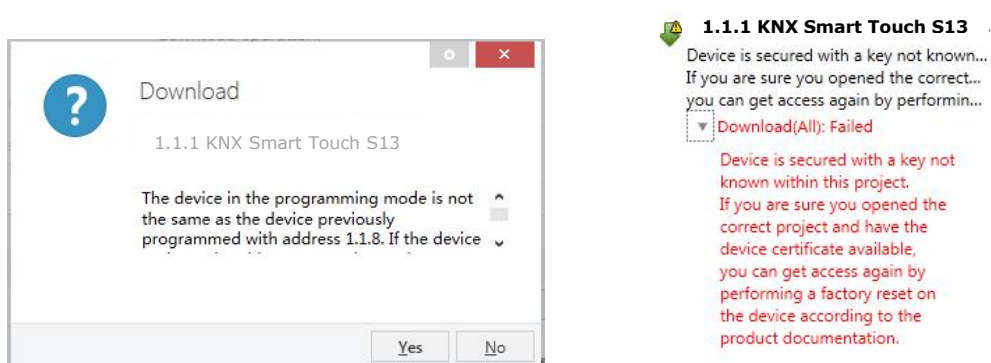 Download
1.1.1 KNX Smart Touch S13
The device in the programming mode is not
the same as the device previously
programmed with address 1.1.8. If the device
Yes
No
1.1.1 KNX Smart Touch S13
Device is secured with a key not known...
If you are sure you opened the correct...
you can get access again by performin...
Download(All): Failed
Device is secured with a key not
known within this project.
If you are sure you opened the
correct project and have the
device certificate available,
you can get access again by
performing a factory reset on
the device according to the
product documentation.